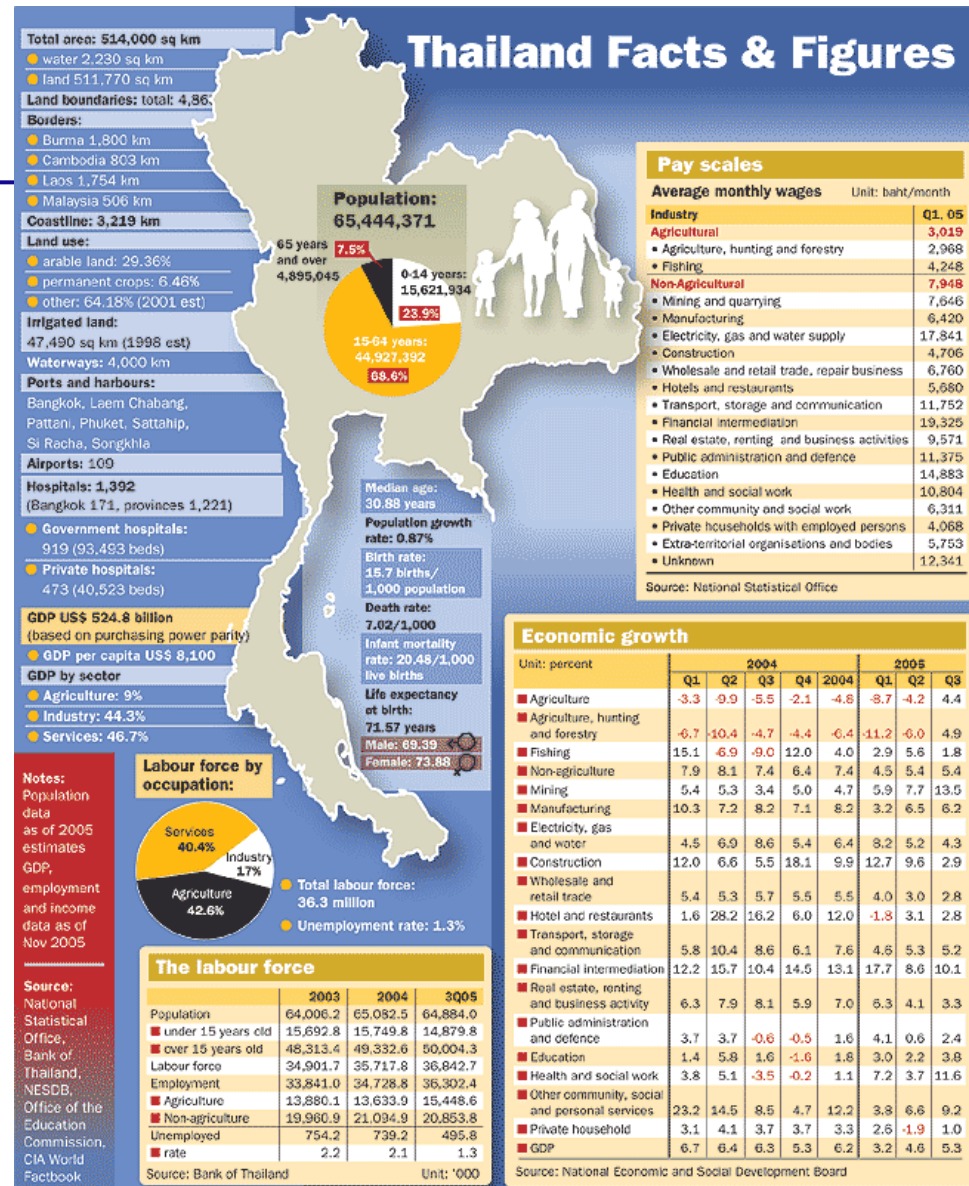 Thailand Facts & Figures
Total area: 514,000 sq km
water 2,230 sq km
land 511,770 sq km
Land boundaries: total: 4,863
Borders:
Burma 1,800 km
Cambodia 803 km
Laos 1,754 km
Malaysia 506 km
Coastline: 3,219 km
Land use:
arable land: 29.36%
permanent crops: 6.46%
other: 64.18% (2001 est)
Irrigated land:
47,490 sq km (1998 est)
Waterways: 4,000 km
Ports and harbours:
Bangkok, Laem Chabang,
Pattani, Phuket, Sattahip,
Si Racha, Songkhla
Airports: 109
Hospitals: 1,392
(Bangkok 171, provinces 1,221)
Government hospitals:
919 (93,493 beds)
Private hospitals:
473 (40,523 beds)
GDP US$ 524.8 billion
(based on purchasing power parity)
GDP per capita US$ 8,100
GDP by sector
Agriculture: 9%
Industry: 44.3%
Services: 46.7%
Population:
65,444,371
65 years
and over
4,895,045
7.5%
0-14 years:
15,621,934
23.9%
15-64 years:
44,927,392
68.6%
Median age:
30.88 years
Population growth
rate: 0.87%
Birth rate:
15.7 births/
1,000 population
Death rate:
7.02/1,000
Infant mortality
rate: 20.48/1,000
live births
Life expectancy
at birth:
71.57 years
Male: 69.39
Female: 73.88
Pay scales
Average monthly wages Unit: baht/month
Industry Q1, 05
Agricultural 3,019
Agriculture, hunting and forestry 2,968
Fishing 4,248
Non-Agricultural 7,948
Mining and quarrying 7,646
Manufacturing 6,420
Electricity, gas and water supply 17,841
Construction 4,706
Wholesale and retail trade, repair business 6,760
Hotels and restaurants 5,680
Transport, storage and communication 11,752
Financial intermediation 19,325
Real estate, renting and business activities 9,571
Public administration and defence 11,375
Education 14,883
Health and social work 10,804
Other community and social work 6,311
Private households with employed persons 4,068
Extra-territorial organisations and bodies 5,753
Unknown 12,341
Source: National Statistical Office
Notes:
Population
data
as of 2005
estimates
GDP,
employment
and income
data as of
Nov 2005
Source:
National
Statistical
Office,
Bank of
Thailand,
NESDB,
Office of the
Education
Commission,
CIA World
Factbook
Labour force by
occupation:
Services
40.4%
Industry
17%
Agriculture
42.6%
Total labour force:
36.3 million
Unemployment rate: 1.3%
The labour force
2003 2004 3Q05
Population 64,006.2 65,082.5 64,884.0
under 15 years old 15,692.8 15,749.8 14,879.8
over 15 years old 48,313.4 49,332.6 50,004.3
Labour force 34,901.7 35,717.8 36,842.7
Employment 33,841.0 34,728.8 36,302.4
Agriculture 13,880.1 13,633.9 15,448.6
Non-agriculture 19,960.9 21,094.9 20,853.8
Unemployed 754.2 739.2 495.8
rate 2.2 2.1 1.3
Source: Bank of Thailand Unit: '000
Economic growth
Unit: percent 2004 2005
Q1 Q2 Q3 Q4 2004 Q1 Q2 Q3
Agriculture -3.3 -9.9 -5.5 -2.1 -4.8 -8.7 -4.2 4.4
Agriculture, hunting
and forestry -6.7 -10.4 -4.7 -4.4 -6.4 -11.2 -6.0 4.9
Fishing 15.1 -6.9 -9.0 12.0 4.0 2.9 5.6 1.8
Non-agriculture 7.9 8.1 7.4 6.4 7.4 4.5 5.4 5.4
Mining 5.4 5.3 3.4 5.0 4.7 5.9 7.7 13.5
Manufacturing 10.3 7.2 8.2 7.1 8.2 3.2 6.5 6.2
Electricity, gas
and water 4.5 6.9 8.6 5.4 6.4 8.2 5.2 4.3
Construction 12.0 6.6 5.5 18.1 9.9 12.7 9.6 2.9
Wholesale and
retail trade 5.4 5.3 5.7 5.5 5.5 4.0 3.0 2.8
Hotel and restaurants 1.6 28.2 16.2 6.0 12.0 -1.8 3.1 2.8
Transport, storage
and communication 5.8 10.4 8.6 6.1 7.6 4.6 5.3 5.2
Financial intermediation 12.2 15.7 10.4 14.5 13.1 17.7 8.6 10.1
Real estate, renting
and business activity 6.3 7.9 8.1 5.9 7.0 6.3 4.1 3.3
Public administration
and defence 3.7 3.7 -0.6 -0.5 1.6 4.1 0.6 2.4
Education 1.4 5.8 1.6 -1.6 1.8 3.0 2.2 3.8
Health and social work 3.8 5.1 -3.5 -0.2 1.1 7.2 3.7 11.6
Other community, social
and personal services 23.2 14.5 8.5 4.7 12.2 3.8 6.6 9.2
Private household 3.1 4.1 3.7 3.7 3.3 2.6 -1.9 1.0
GDP 6.7 6.4 6.3 5.3 6.2 3.2 4.6 5.3
Source: National Economic and Social Development Board